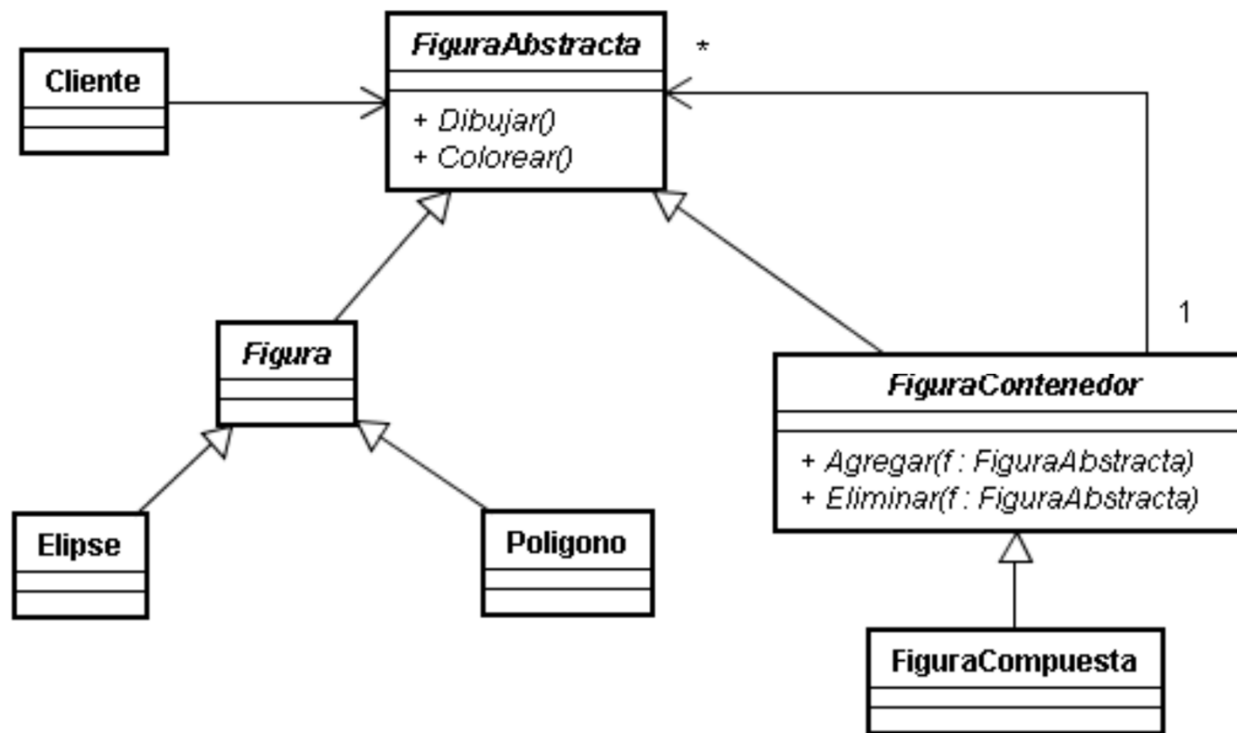 FiguraAbstracta
*
Cliente
+ Dibujar()
+ Colorear()
1
Figura
FiguraContenedor
+ Agregar(f : FiguraAbstracta)
+ Eliminar(f : FiguraAbstracta)
Elipse
Poligono
FiguraCompuesta